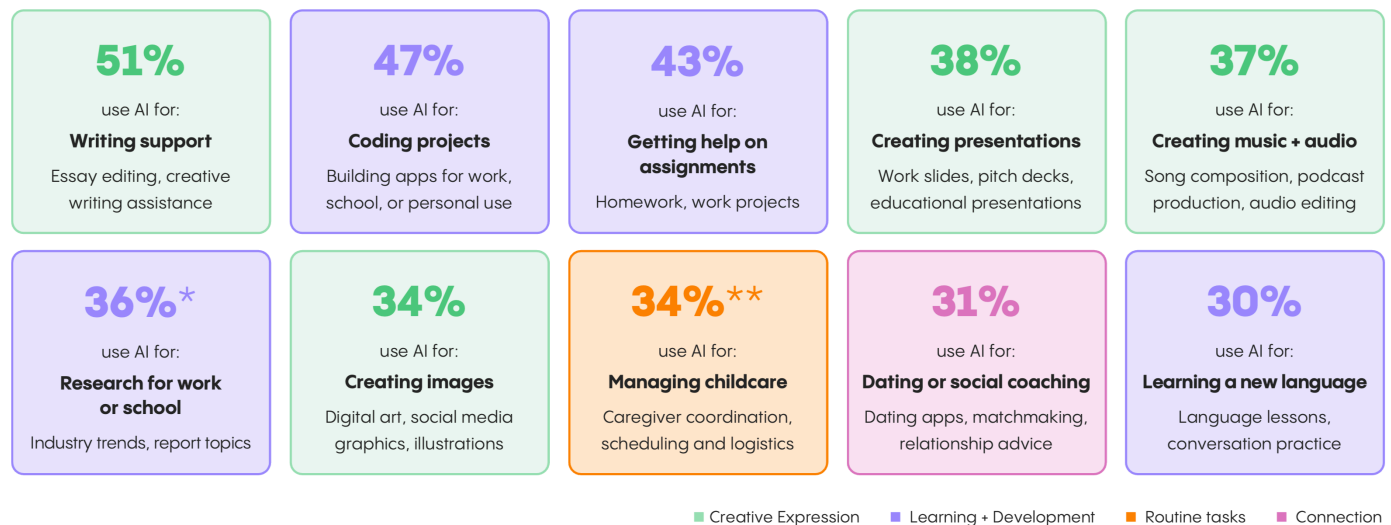 51%
use AI for:
Writing support
Essay editing, creative
writing assistance
47%
use AI for:
Coding projects
Building apps for work,
school, or personal use
43%
use AI for:
Getting help on
assignments
Homework, work projects
38%
use AI for:
Creating presentations
Work slides, pitch decks,
educational presentations
37%
use AI for:
Creating music + audio
Song composition, podcast
production, audio editing
36%*
use AI for:
Research for work
or school
Industry trends, report topics
34%
use AI for:
Creating images
Digital art, social media
graphics, illustrations
34%**
use AI for:
Managing childcare
Caregiver coordination,
scheduling and logistics
31%
use AI for:
Dating or social coaching
Dating apps, matchmaking,
relationship advice
30%
use AI for:
Learning a new language
Language lessons,
conversation practice
Creative Expression
Learning + Development
Routine tasks
Connection